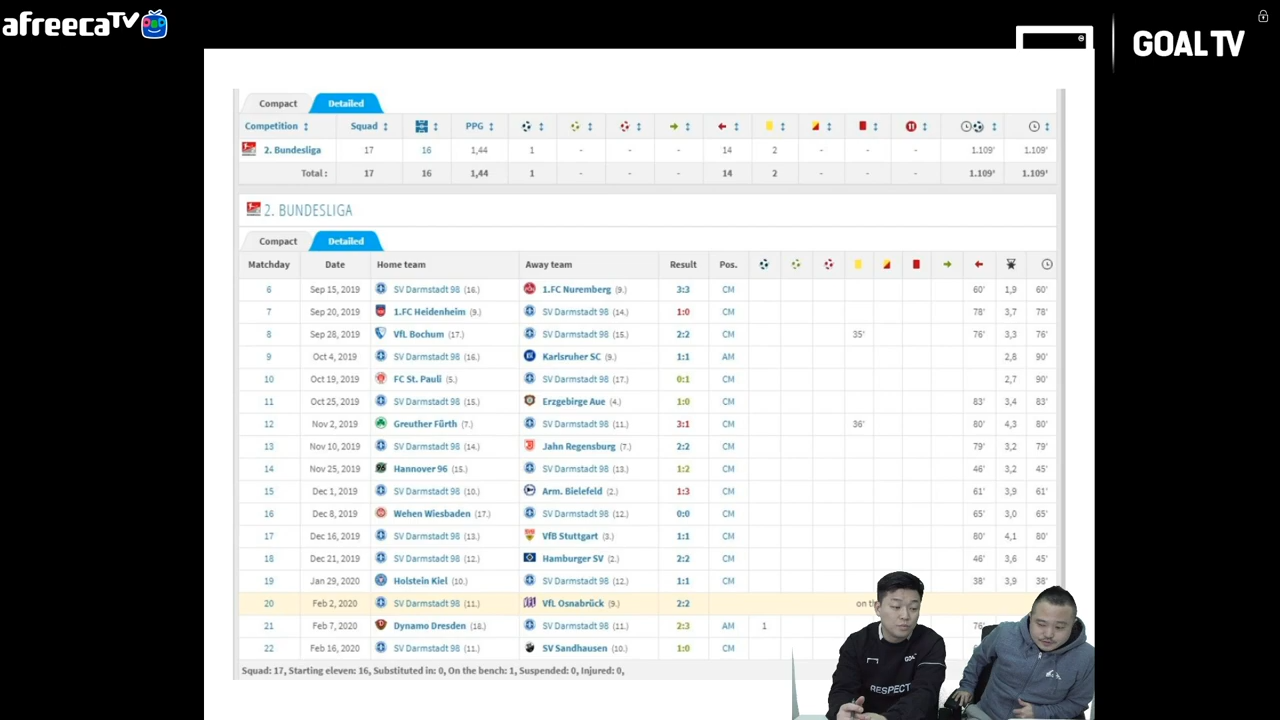 afreecaTV
GOAL TV
Compact Detailed
Competition Squad PPG
2. Bundesliga 17 16 1,44 1 - - - 14 2 - - - 1.109' 1.109'
Total : 17 16 1,44 1 - - - 14 2 - - - 1.109' 1.109'
2. BUNDESLIGA
Compact Detailed
Matchday Date Home team Away team Result Pos.
6 Sep 15, 2019 SV Darmstadt 98 (16.) 1.FC Nuremberg (9.) 3:3 CM 60' 1,9 60'
7 Sep 20, 2019 1.FC Heidenheim (9.) SV Darmstadt 98 (14.) 1:0 CM 78' 3,7 78'
8 Sep 28, 2019 VfL Bochum (17.) SV Darmstadt 98 (15.) 2:2 CM 35' 76' 3,3 76'
9 Oct 4, 2019 SV Darmstadt 98 (16.) Karlsruher SC (9.) 1:1 AM 2,8 90'
10 Oct 19, 2019 FC St. Pauli (5.) SV Darmstadt 98 (17.) 0:1 CM 2,7 90'
11 Oct 25, 2019 SV Darmstadt 98 (15.) Erzgebirge Aue (4.) 1:0 CM 83' 3,4 83'
12 Nov 2, 2019 Greuther Fürth (7.) SV Darmstadt 98 (11.) 3:1 CM 36' 80' 4,3 80'
13 Nov 10, 2019 SV Darmstadt 98 (14.) Jahn Regensburg (7.) 2:2 CM 79' 3,2 79'
14 Nov 25, 2019 Hannover 96 (15.) SV Darmstadt 98 (13.) 1:2 CM 46' 3,2 45'
15 Dec 1, 2019 SV Darmstadt 98 (10.) Arm. Bielefeld (2.) 1:3 CM 61' 3,9 61'
16 Dec 8, 2019 Wehen Wiesbaden (17.) SV Darmstadt 98 (12.) 0:0 CM 65' 3,0 65'
17 Dec 16, 2019 SV Darmstadt 98 (13.) VfB Stuttgart (3.) 1:1 CM 80' 4,1 80'
18 Dec 21, 2019 SV Darmstadt 98 (12.) Hamburger SV (2.) 2:2 CM 46' 3,6 45'
19 Jan 29, 2020 Holstein Kiel (10.) SV Darmstadt 98 (12.) 1:1 CM 38' 3,9 38'
20 Feb 2, 2020 SV Darmstadt 98 (11.) VfL Osnabrück (9.) 2:2 on
21 Feb 7, 2020 Dynamo Dresden (18.) SV Darmstadt 98 (11.) 2:3 AM 1 76'
22 Feb 16, 2020 SV Darmstadt 98 (11.) SV Sandhausen (10.) 1:0 CM
Squad: 17, Starting eleven: 16, Substituted in: 0, On the bench: 1, Suspended: 0, Injured: 0,
GOAL
RESPECT